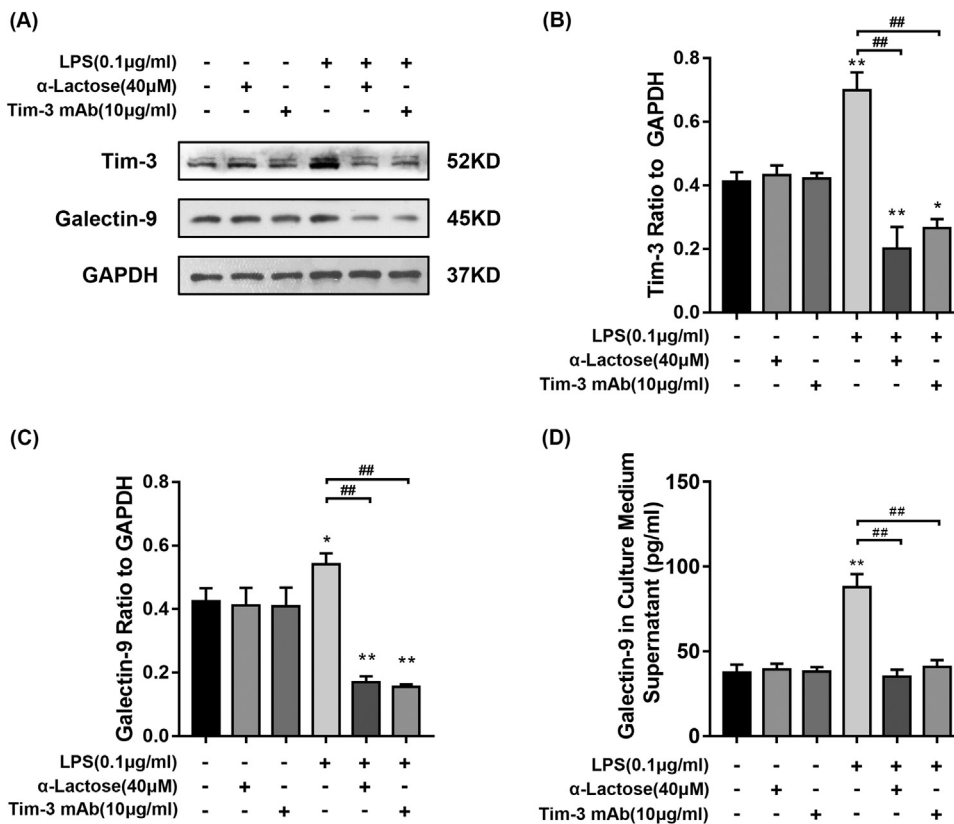 (A)
LPS(0.1μg/ml) - - - + + +
α-Lactose(40μM) - + - - + -
Tim-3 mAb(10μg/ml) - - + - - +
Tim-3 52KD
Galectin-9 45KD
GAPDH 37KD
(B)
##
##
**
**
*
Tim-3 Ratio to GAPDH
0.8
0.6
0.4
0.2
0.0
LPS(0.1μg/ml) - - - + + +
α-Lactose(40μM) - + - - + -
Tim-3 mAb(10μg/ml) - - + - - +
(C)
##
##
*
**
**
Galectin-9 Ratio to GAPDH
0.8
0.6
0.4
0.2
0.0
LPS(0.1μg/ml) - - - + + +
α-Lactose(40μM) - + - - + -
Tim-3 mAb(10μg/ml) - - + - - +
(D)
##
##
**
Galectin-9 in Culture Medium
Supernatant (pg/ml)
150
100
50
0
LPS(0.1μg/ml) - - - + + +
α-Lactose(40μM) - + - - + -
Tim-3 mAb(10μg/ml) - - + - - +